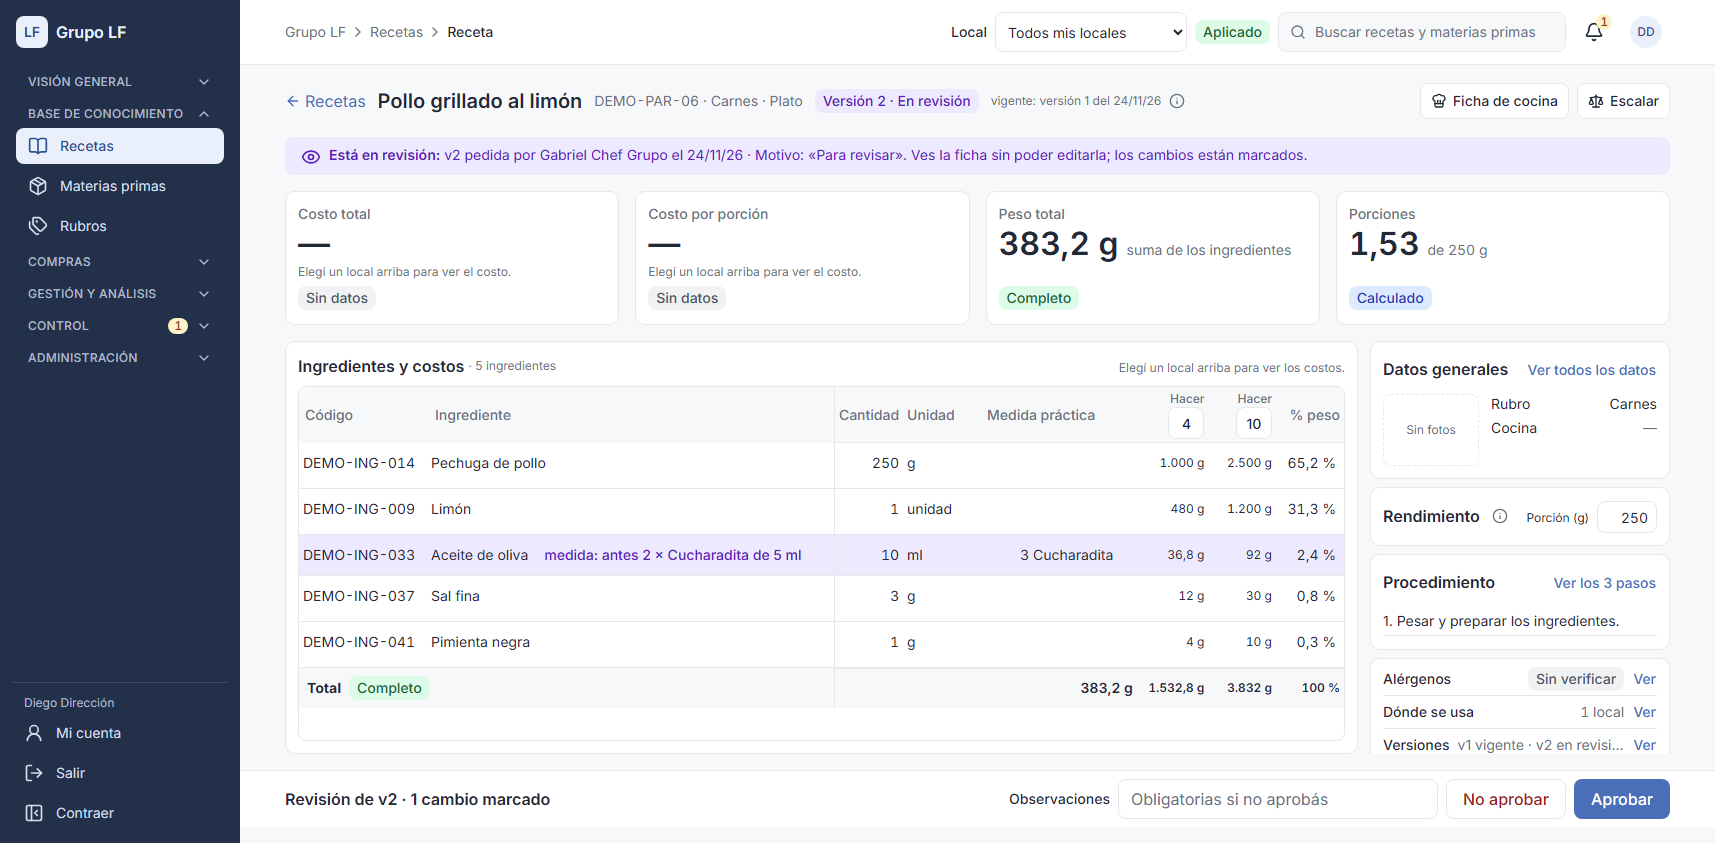 LF Grupo LF
VISIÓN GENERAL
BASE DE CONOCIMIENTO
Recetas
Materias primas
Rubros
COMPRAS
GESTIÓN Y ANÁLISIS
CONTROL 1
ADMINISTRACIÓN
Diego Dirección
Mi cuenta
Salir
Contraer
Grupo LF > Recetas > Receta
Local Todos mis locales Aplicado Buscar recetas y materias primas 1 DD
← Recetas Pollo grillado al limón DEMO-PAR-06 · Carnes · Plato Versión 2 · En revisión vigente: versión 1 del 24/11/26
Ficha de cocina Escalar
Está en revisión: v2 pedida por Gabriel Chef Grupo el 24/11/26 · Motivo: «Para revisar». Ves la ficha sin poder editarla; los cambios están marcados.
Costo total
—
Elegí un local arriba para ver el costo.
Sin datos
Costo por porción
—
Elegí un local arriba para ver el costo.
Sin datos
Peso total
383,2 g suma de los ingredientes
Completo
Porciones
1,53 de 250 g
Calculado
Ingredientes y costos · 5 ingredientes Elegí un local arriba para ver los costos.
Código Ingrediente Cantidad Unidad Medida práctica Hacer 4 Hacer 10 % peso
DEMO-ING-014 Pechuga de pollo 250 g 1.000 g 2.500 g 65,2 %
DEMO-ING-009 Limón 1 unidad 480 g 1.200 g 31,3 %
DEMO-ING-033 Aceite de oliva medida: antes 2 × Cucharadita de 5 ml 10 ml 3 Cucharadita 36,8 g 92 g 2,4 %
DEMO-ING-037 Sal fina 3 g 12 g 30 g 0,8 %
DEMO-ING-041 Pimienta negra 1 g 4 g 10 g 0,3 %
Total Completo 383,2 g 1.532,8 g 3.832 g 100 %
Datos generales Ver todos los datos
Sin fotos
Rubro Carnes
Cocina —
Rendimiento Porción (g) 250
Procedimiento Ver los 3 pasos
1. Pesar y preparar los ingredientes.
Alérgenos Sin verificar Ver
Dónde se usa 1 local Ver
Versiones v1 vigente · v2 en revisi... Ver
Revisión de v2 · 1 cambio marcado
Observaciones Obligatorias si no aprobás No aprobar Aprobar